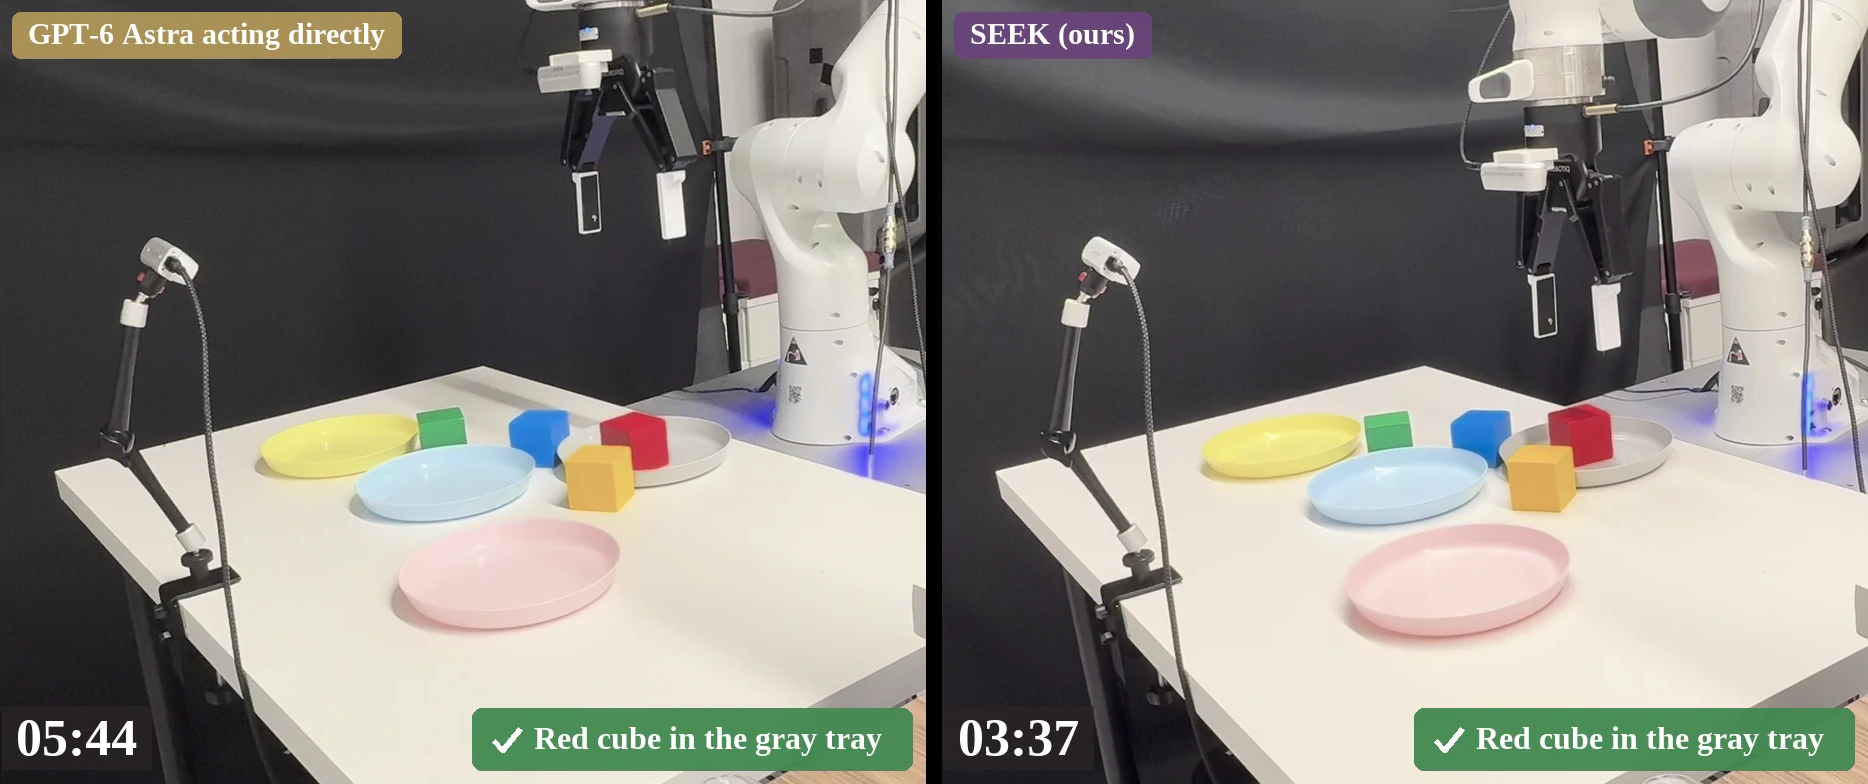 GPT-6 Astra acting directly
SEEK (ours)
05:44
Red cube in the gray tray
03:37
Red cube in the gray tray